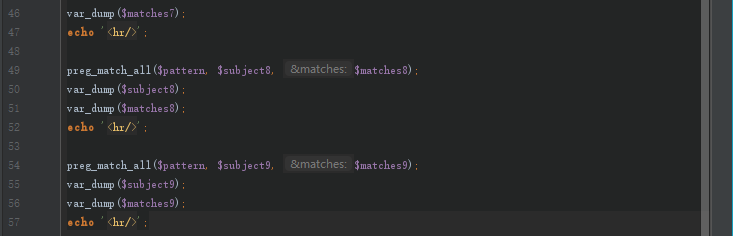 46 var_dump($matches7);
47 echo '<hr/>';
48
49 preg_match_all($pattern, $subject8, &matches: $matches8);
50 var_dump($subject8);
51 var_dump($matches8);
52 echo '<hr/>';
53
54 preg_match_all($pattern, $subject9, &matches: $matches9);
55 var_dump($subject9);
56 var_dump($matches9);
57 echo '<hr/>';